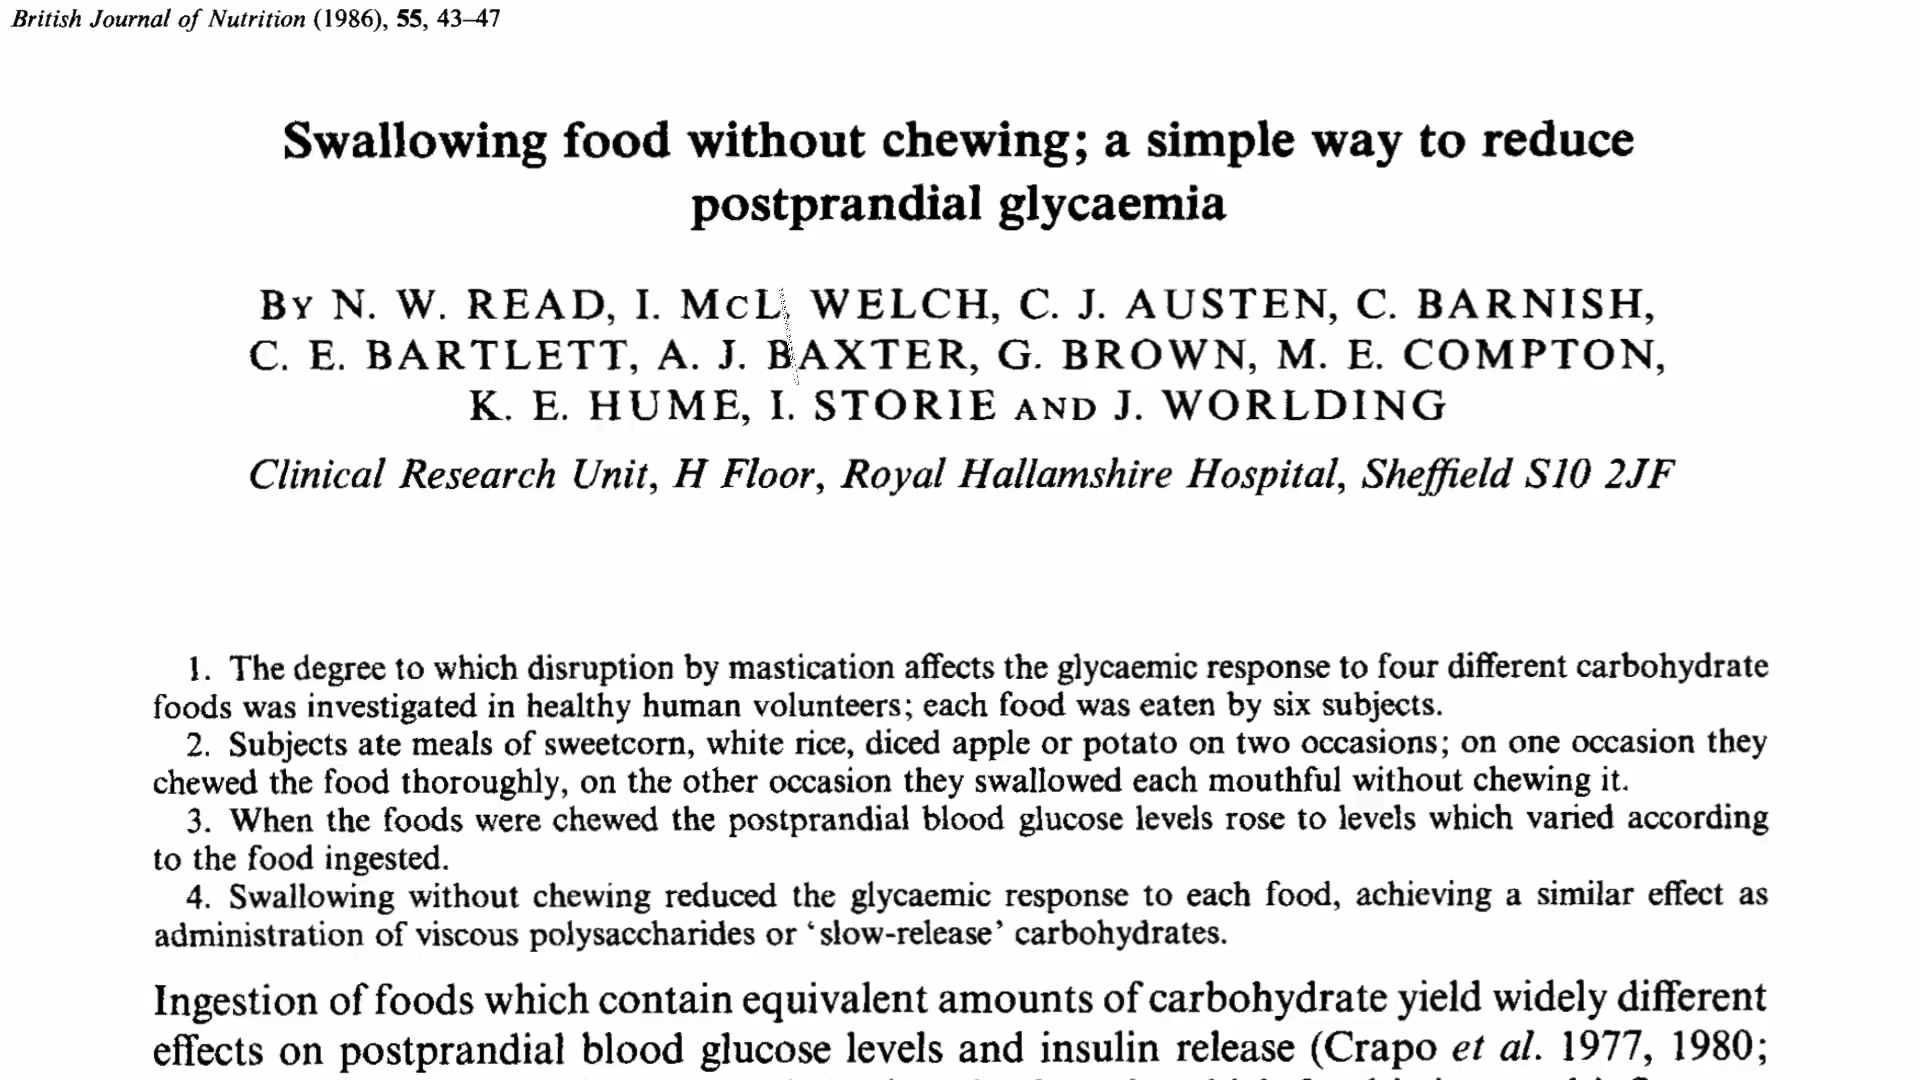 British Journal of Nutrition (1986), 55, 43–47
Swallowing food without chewing; a simple way to reduce
postprandial glycaemia
By N. W. READ, I. McL. WELCH, C. J. AUSTEN, C. BARNISH,
C. E. BARTLETT, A. J. BAXTER, G. BROWN, M. E. COMPTON,
K. E. HUME, I. STORIE AND J. WORLDING
Clinical Research Unit, H Floor, Royal Hallamshire Hospital, Sheffield S10 2JF
1. The degree to which disruption by mastication affects the glycaemic response to four different carbohydrate
foods was investigated in healthy human volunteers; each food was eaten by six subjects.
2. Subjects ate meals of sweetcorn, white rice, diced apple or potato on two occasions; on one occasion they
chewed the food thoroughly, on the other occasion they swallowed each mouthful without chewing it.
3. When the foods were chewed the postprandial blood glucose levels rose to levels which varied according
to the food ingested.
4. Swallowing without chewing reduced the glycaemic response to each food, achieving a similar effect as
administration of viscous polysaccharides or ‘slow-release’ carbohydrates.
Ingestion of foods which contain equivalent amounts of carbohydrate yield widely different
effects on postprandial blood glucose levels and insulin release (Crapo et al. 1977, 1980;